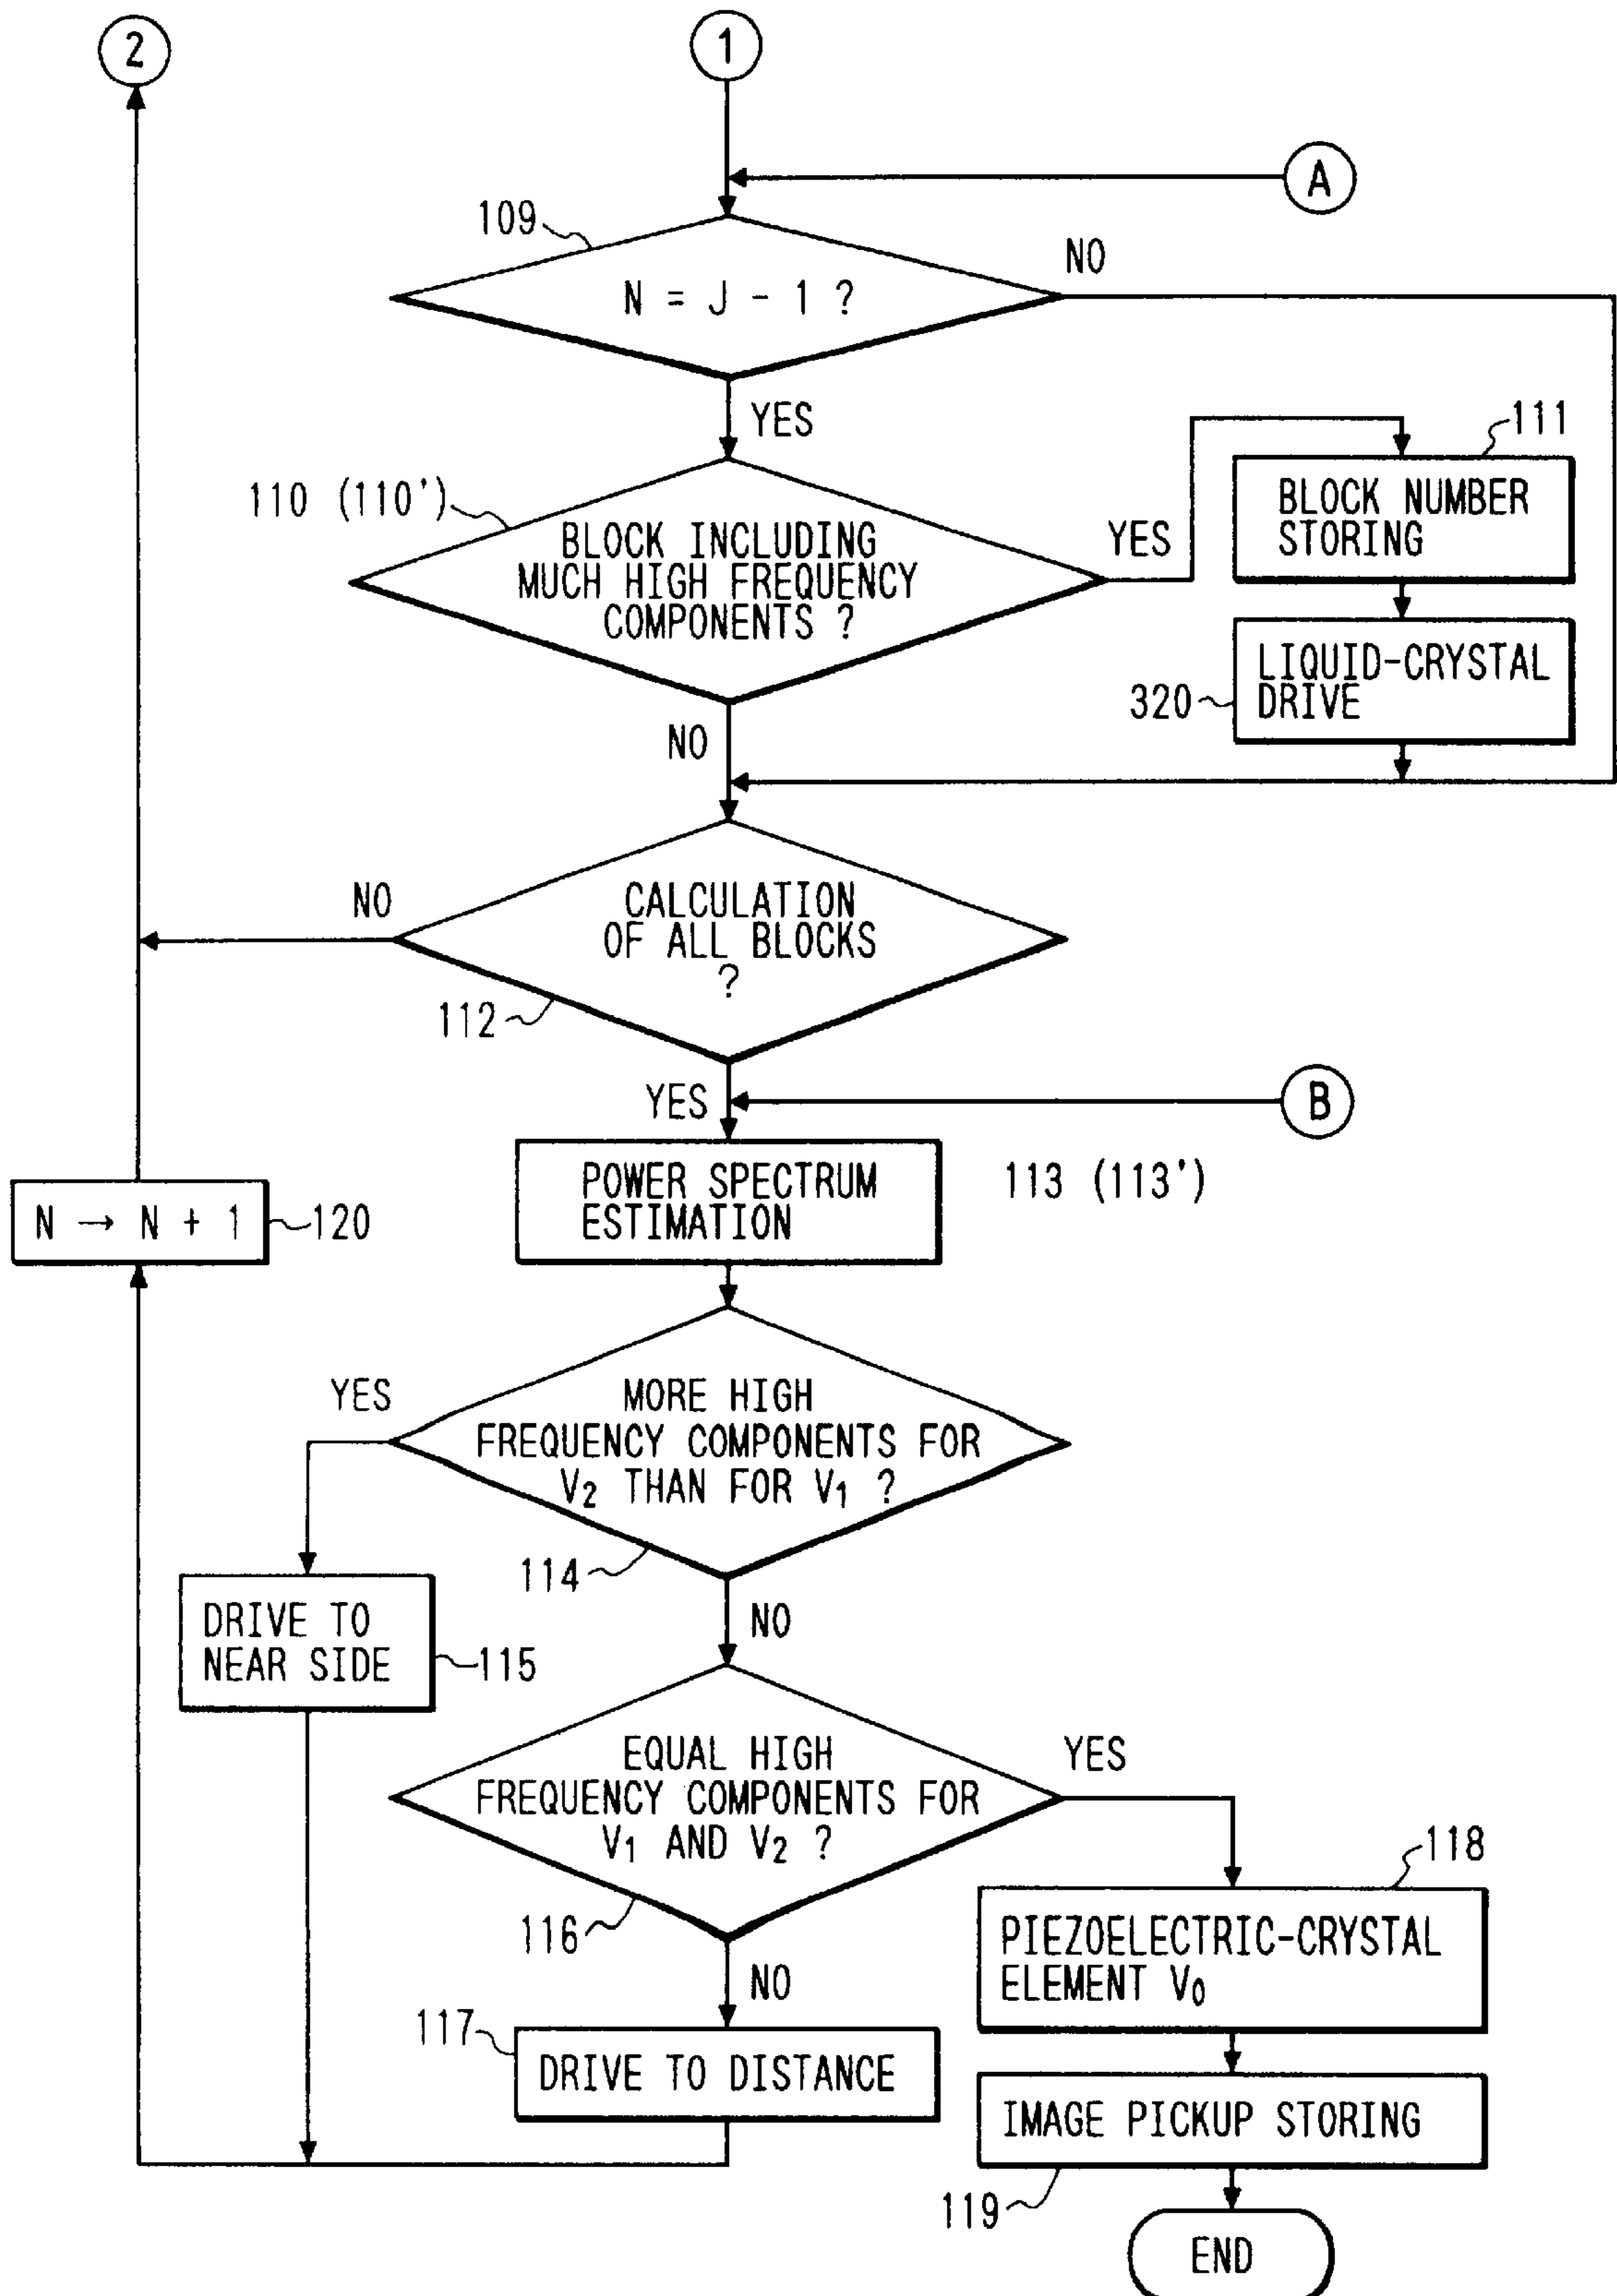 2
1
A
109
N = J - 1 ?
NO
YES
110 (110')
BLOCK INCLUDING
MUCH HIGH FREQUENCY
COMPONENTS ?
YES
111
BLOCK NUMBER
STORING
320
LIQUID-CRYSTAL
DRIVE
NO
NO
CALCULATION
OF ALL BLOCKS
?
112
YES
B
POWER SPECTRUM
ESTIMATION
113 (113')
N → N + 1
120
YES
MORE HIGH
FREQUENCY COMPONENTS FOR
V2 THAN FOR V1 ?
114
NO
DRIVE TO
NEAR SIDE
115
EQUAL HIGH
FREQUENCY COMPONENTS FOR
V1 AND V2 ?
YES
116
NO
118
PIEZOELECTRIC-CRYSTAL
ELEMENT V0
117
DRIVE TO DISTANCE
IMAGE PICKUP STORING
119
END